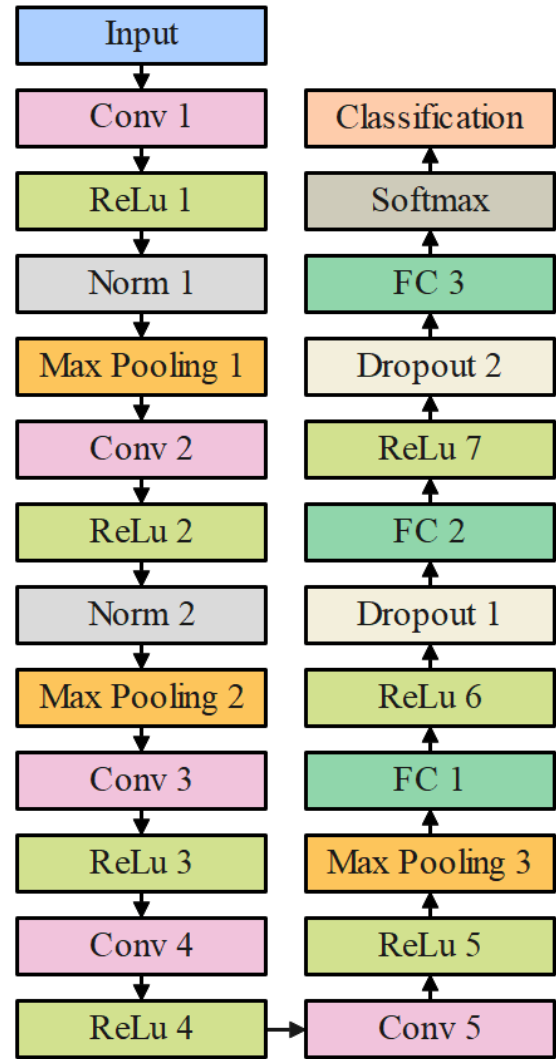 Input
Conv 1
ReLu 1
Norm 1
Max Pooling 1
Conv 2
ReLu 2
Norm 2
Max Pooling 2
Conv 3
ReLu 3
Conv 4
ReLu 4
Conv 5
ReLu 5
Max Pooling 3
FC 1
ReLu 6
Dropout 1
FC 2
ReLu 7
Dropout 2
FC 3
Softmax
Classification